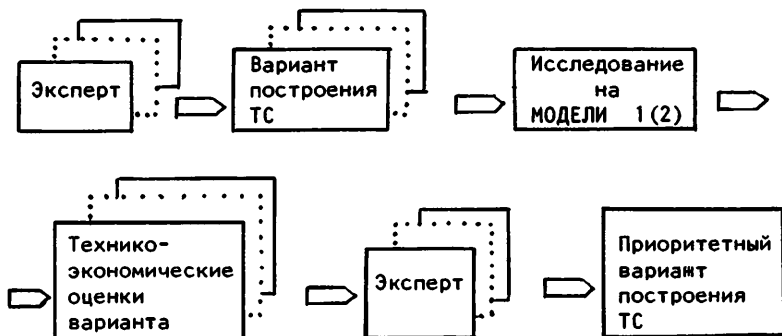 Эксперт
Вариант
построения
ТС
Исследование
на
МОДЕЛИ 1(2)
Технико-
экономические
оценки
варианта
Эксперт
Приоритетный
вариант
построения
ТС